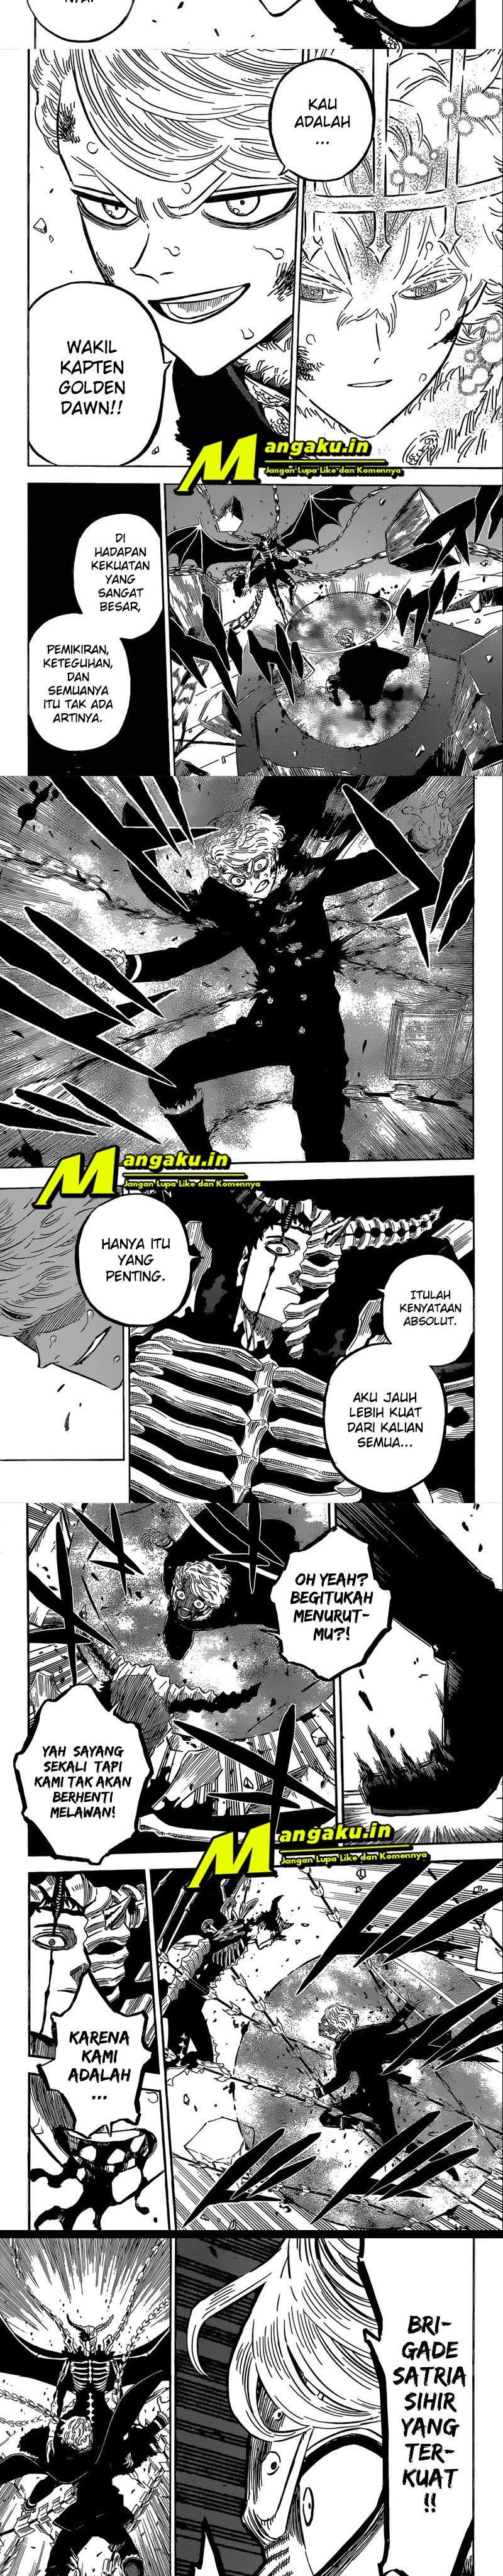 KAU
ADALAH
...
WAKIL
KAPTEN
GOLDEN
DAWN!!
Mangaku.in
Jangan Lupa Like dan Komennya
DI
HADAPAN
KEKUATAN
YANG
SANGAT
BESAR,
PEMIKIRAN,
KETEGUHAN,
DAN
SEMUANYA
ITU TAK ADA
ARTINYA.
Mangaku.in
Jangan Lupa Like dan Komennya
ITULAH
KENYATAAN
ABSOLUT.
AKU JAUH
LEBIH KUAT
DARI KALIAN
SEMUA...
HANYA ITU
YANG
PENTING.
OH YEAH?
BEGITUKAH
MENURUT-
MU?!
YAH SAYANG
SEKALI TAPI
KAMI TAK AKAN
BERHENTI
MELAWAN!
Mangaku.in
Jangan Lupa Like dan Komennya
KARENA
KAMI
ADALAH
...
BRI-
GADE
SATRIA
SIHIR
YANG
TER-
KUAT
!!